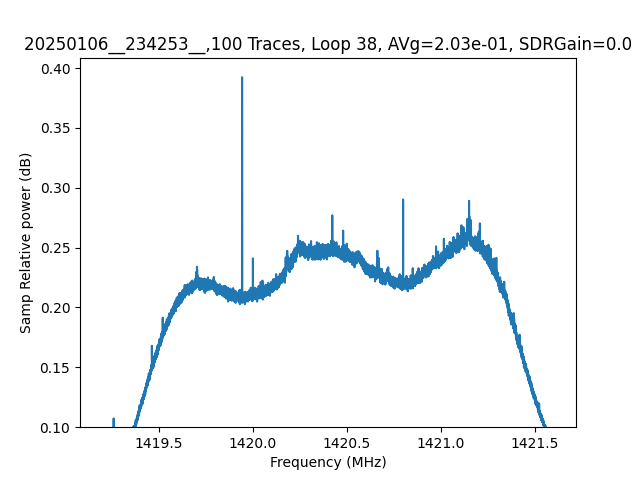 20250106__234253__,100 Traces, Loop 38, AVg=2.03e-01, SDRGain=0.0
0.40
0.35
0.30
0.25
0.20
0.15
0.10
Samp Relative power (dB)
1419.5 1420.0 1420.5 1421.0 1421.5
Frequency (MHz)